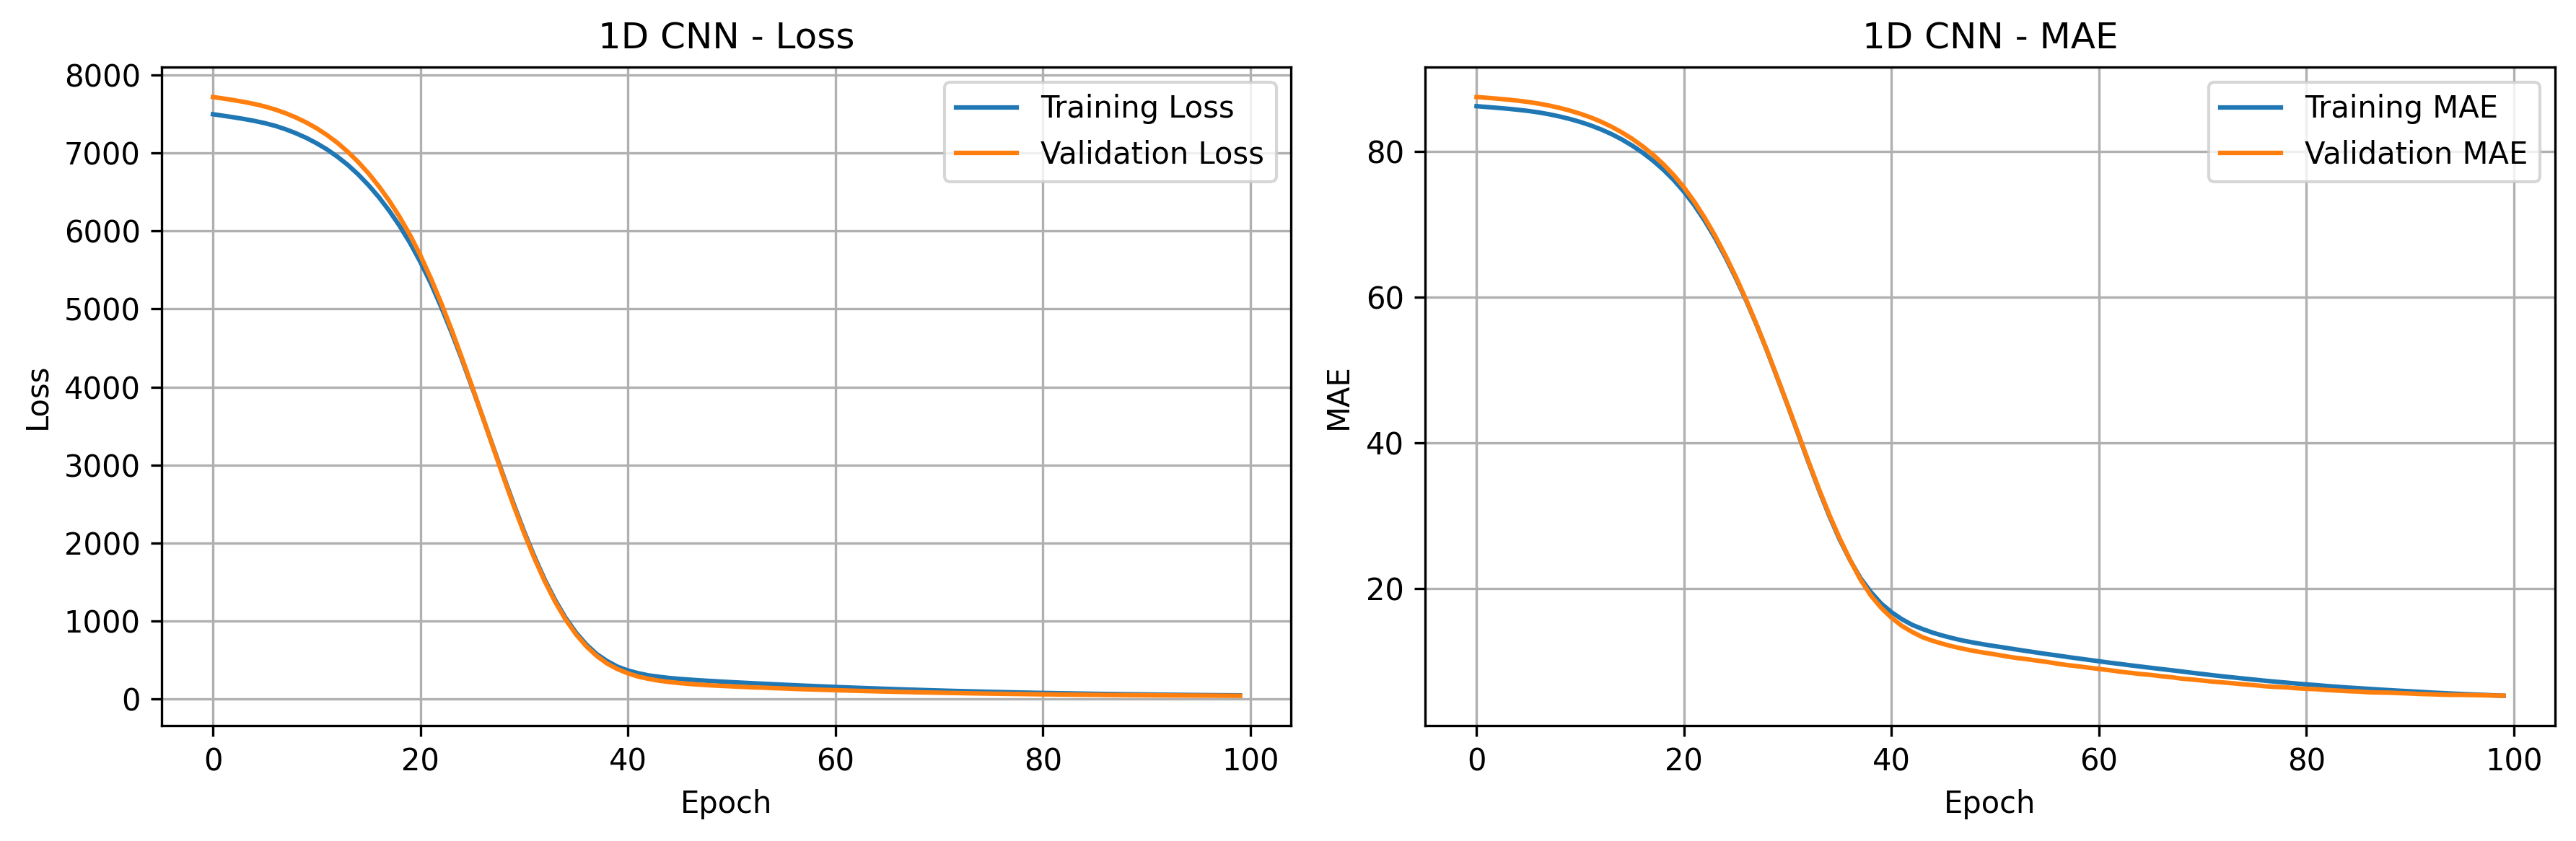 1D CNN - Loss
8000
7000
6000
5000
4000
3000
2000
1000
0
Loss
Training Loss
Validation Loss
0 20 40 60 80 100
Epoch
1D CNN - MAE
80
60
40
20
MAE
Training MAE
Validation MAE
0 20 40 60 80 100
Epoch